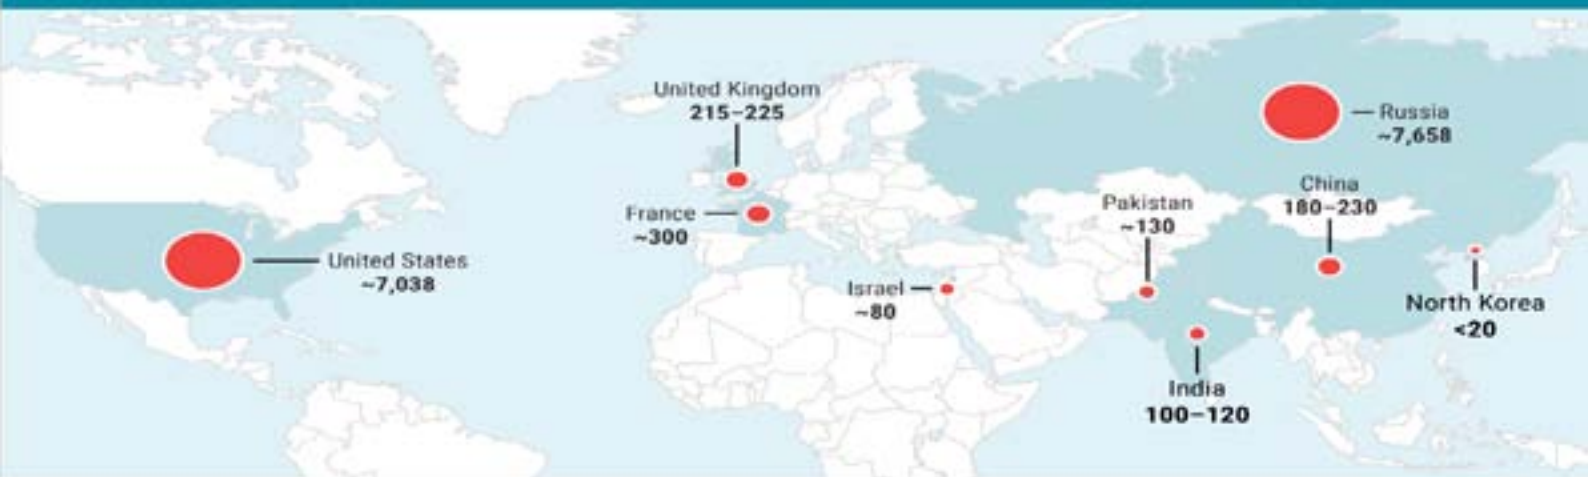 United Kingdom
215–225
Russia
~7,658
China
180–230
Pakistan
~130
France
~300
United States
~7,038
Israel
~80
North Korea
<20
India
100–120